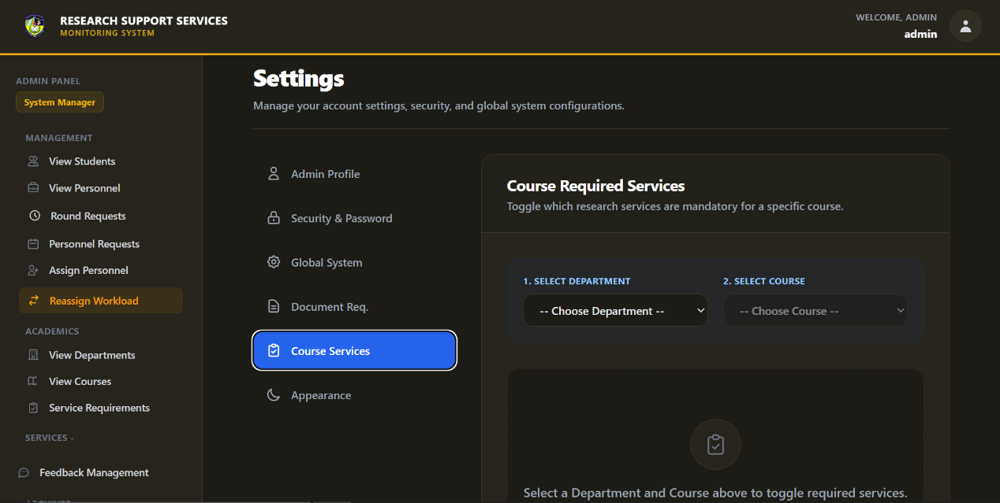 RESEARCH SUPPORT SERVICES
MONITORING SYSTEM
WELCOME, ADMIN
admin
ADMIN PANEL
System Manager
MANAGEMENT
View Students
View Personnel
Round Requests
Personnel Requests
Assign Personnel
Reassign Workload
ACADEMICS
View Departments
View Courses
Service Requirements
SERVICES -
Feedback Management
Settings
Manage your account settings, security, and global system configurations.
Admin Profile
Security & Password
Global System
Document Req.
Course Services
Appearance
Course Required Services
Toggle which research services are mandatory for a specific course.
1. SELECT DEPARTMENT
-- Choose Department --
2. SELECT COURSE
-- Choose Course --
Select a Department and Course above to toggle required services.